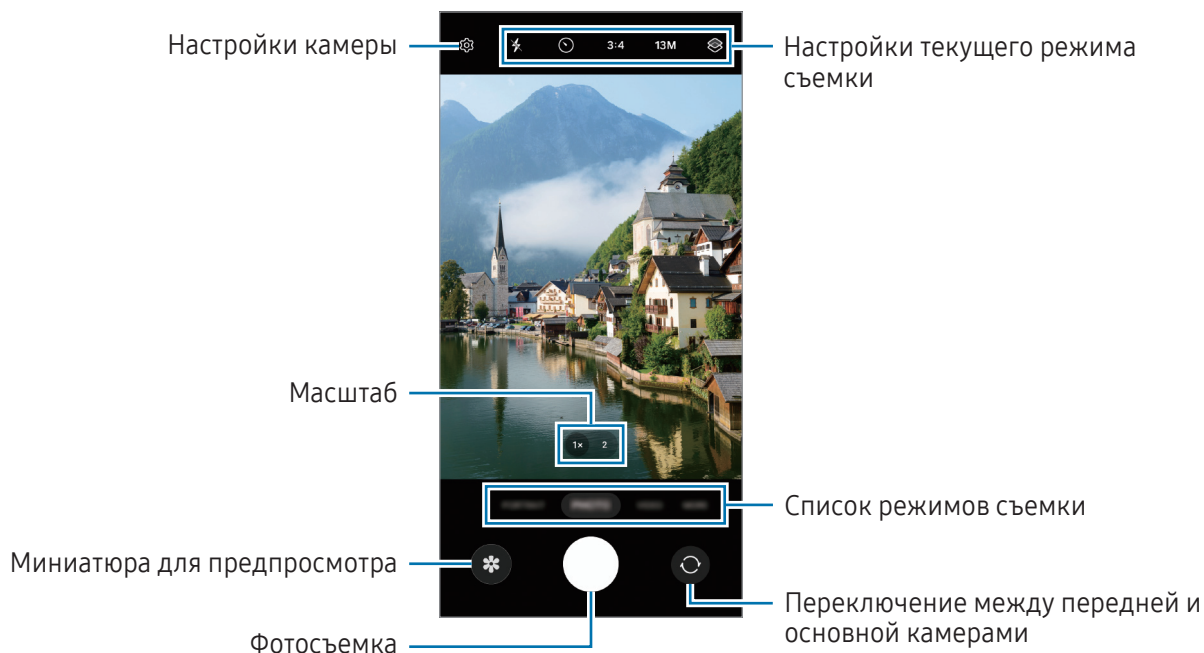 Настройки камеры
3:4 13M
Настройки текущего режима
съемки
Масштаб
1× 2
Список режимов съемки
Миниатюра для предпросмотра
Переключение между передней и
основной камерами
Фотосъемка